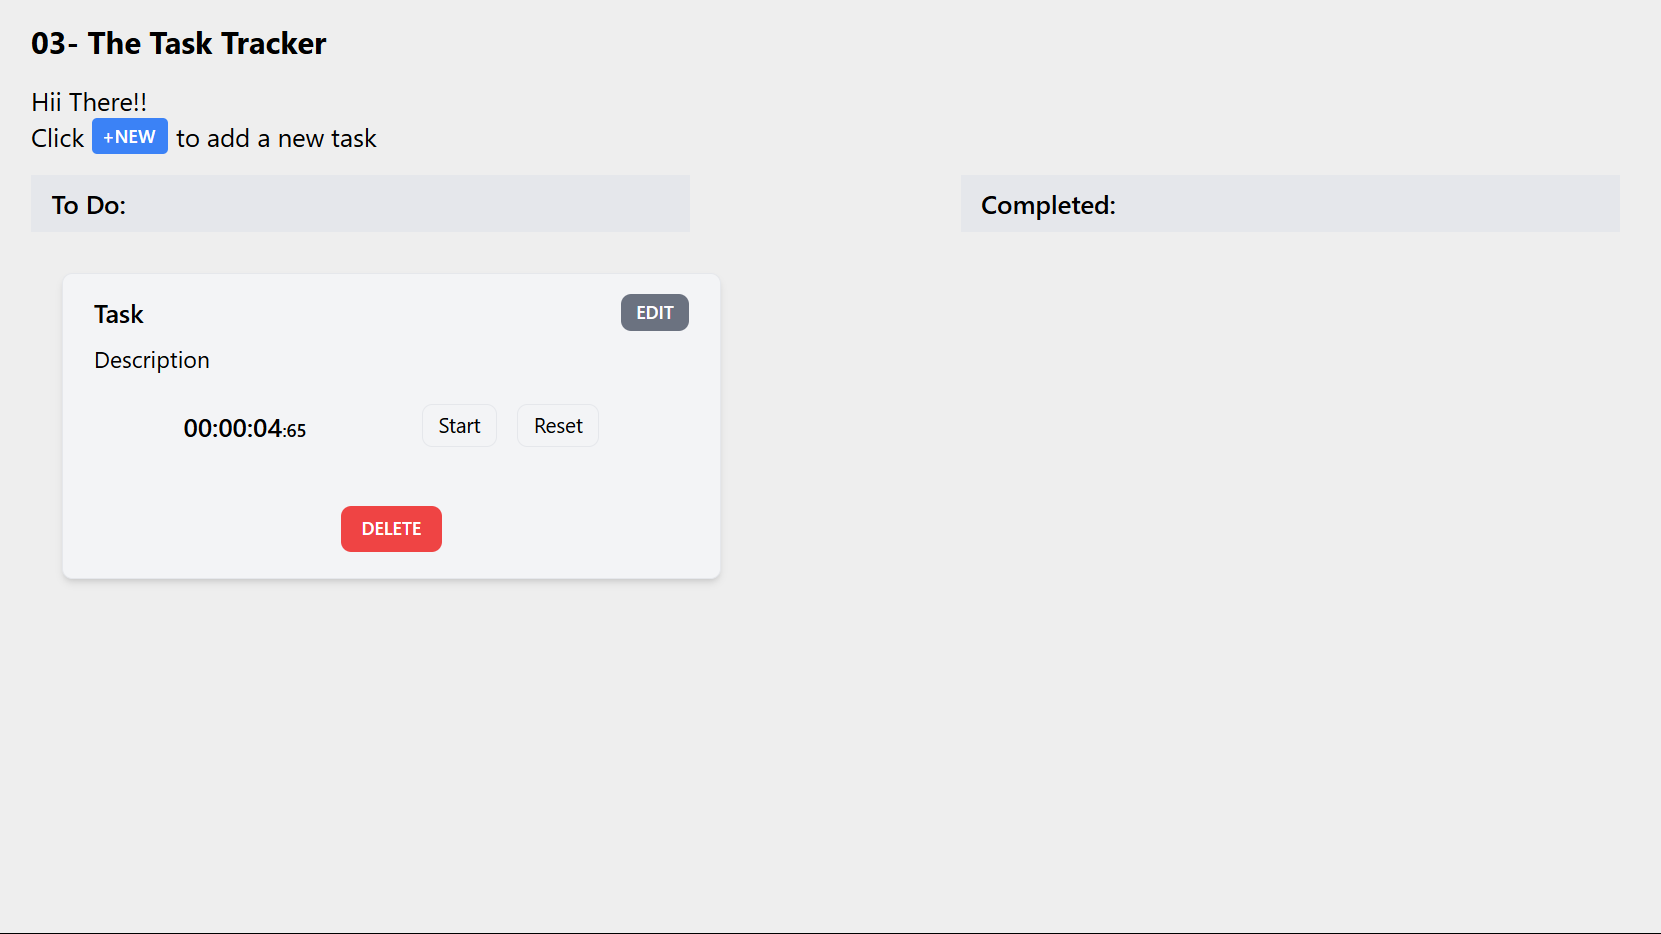 03- The Task Tracker
Hii There!!
Click +NEW to add a new task
To Do:
Completed:
Task
EDIT
Description
00:00:04:65
Start
Reset
DELETE